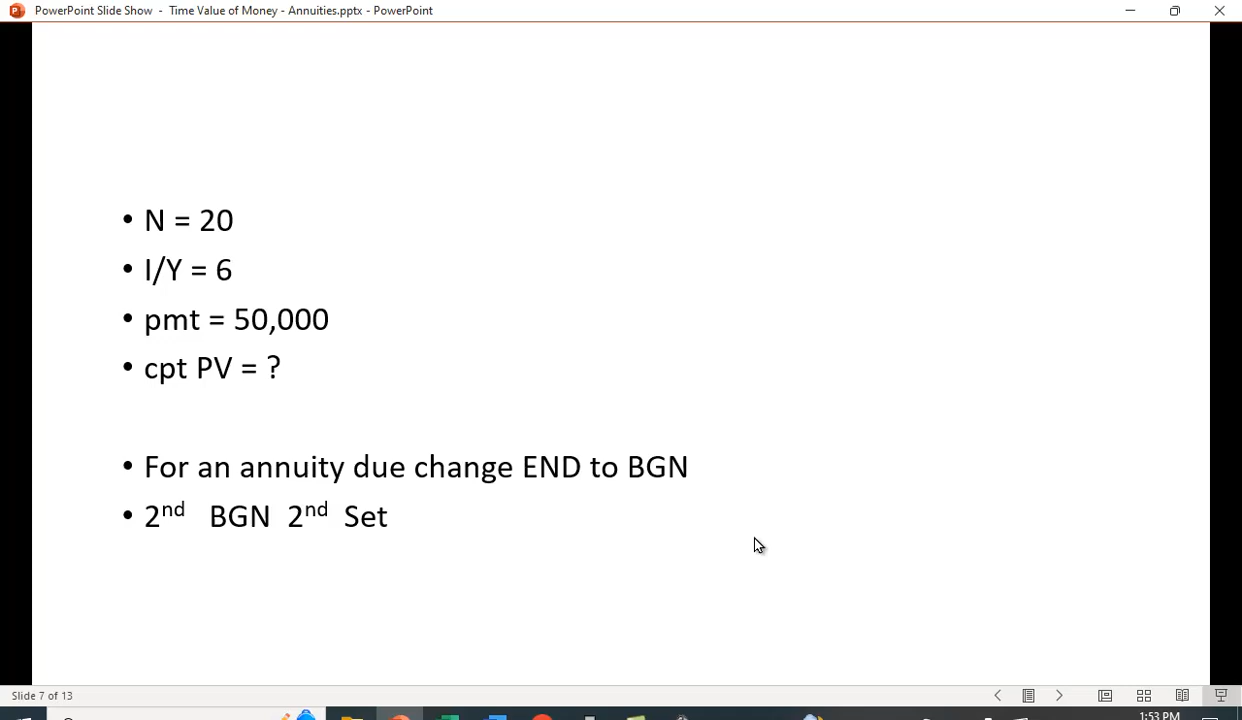 PowerPoint Slide Show - Time Value of Money - Annuities.pptx - PowerPoint
• N = 20
• I/Y = 6
• pmt = 50,000
• cpt PV = ?
• For an annuity due change END to BGN
• 2nd BGN 2nd Set
Slide 7 of 13
1:53 PM